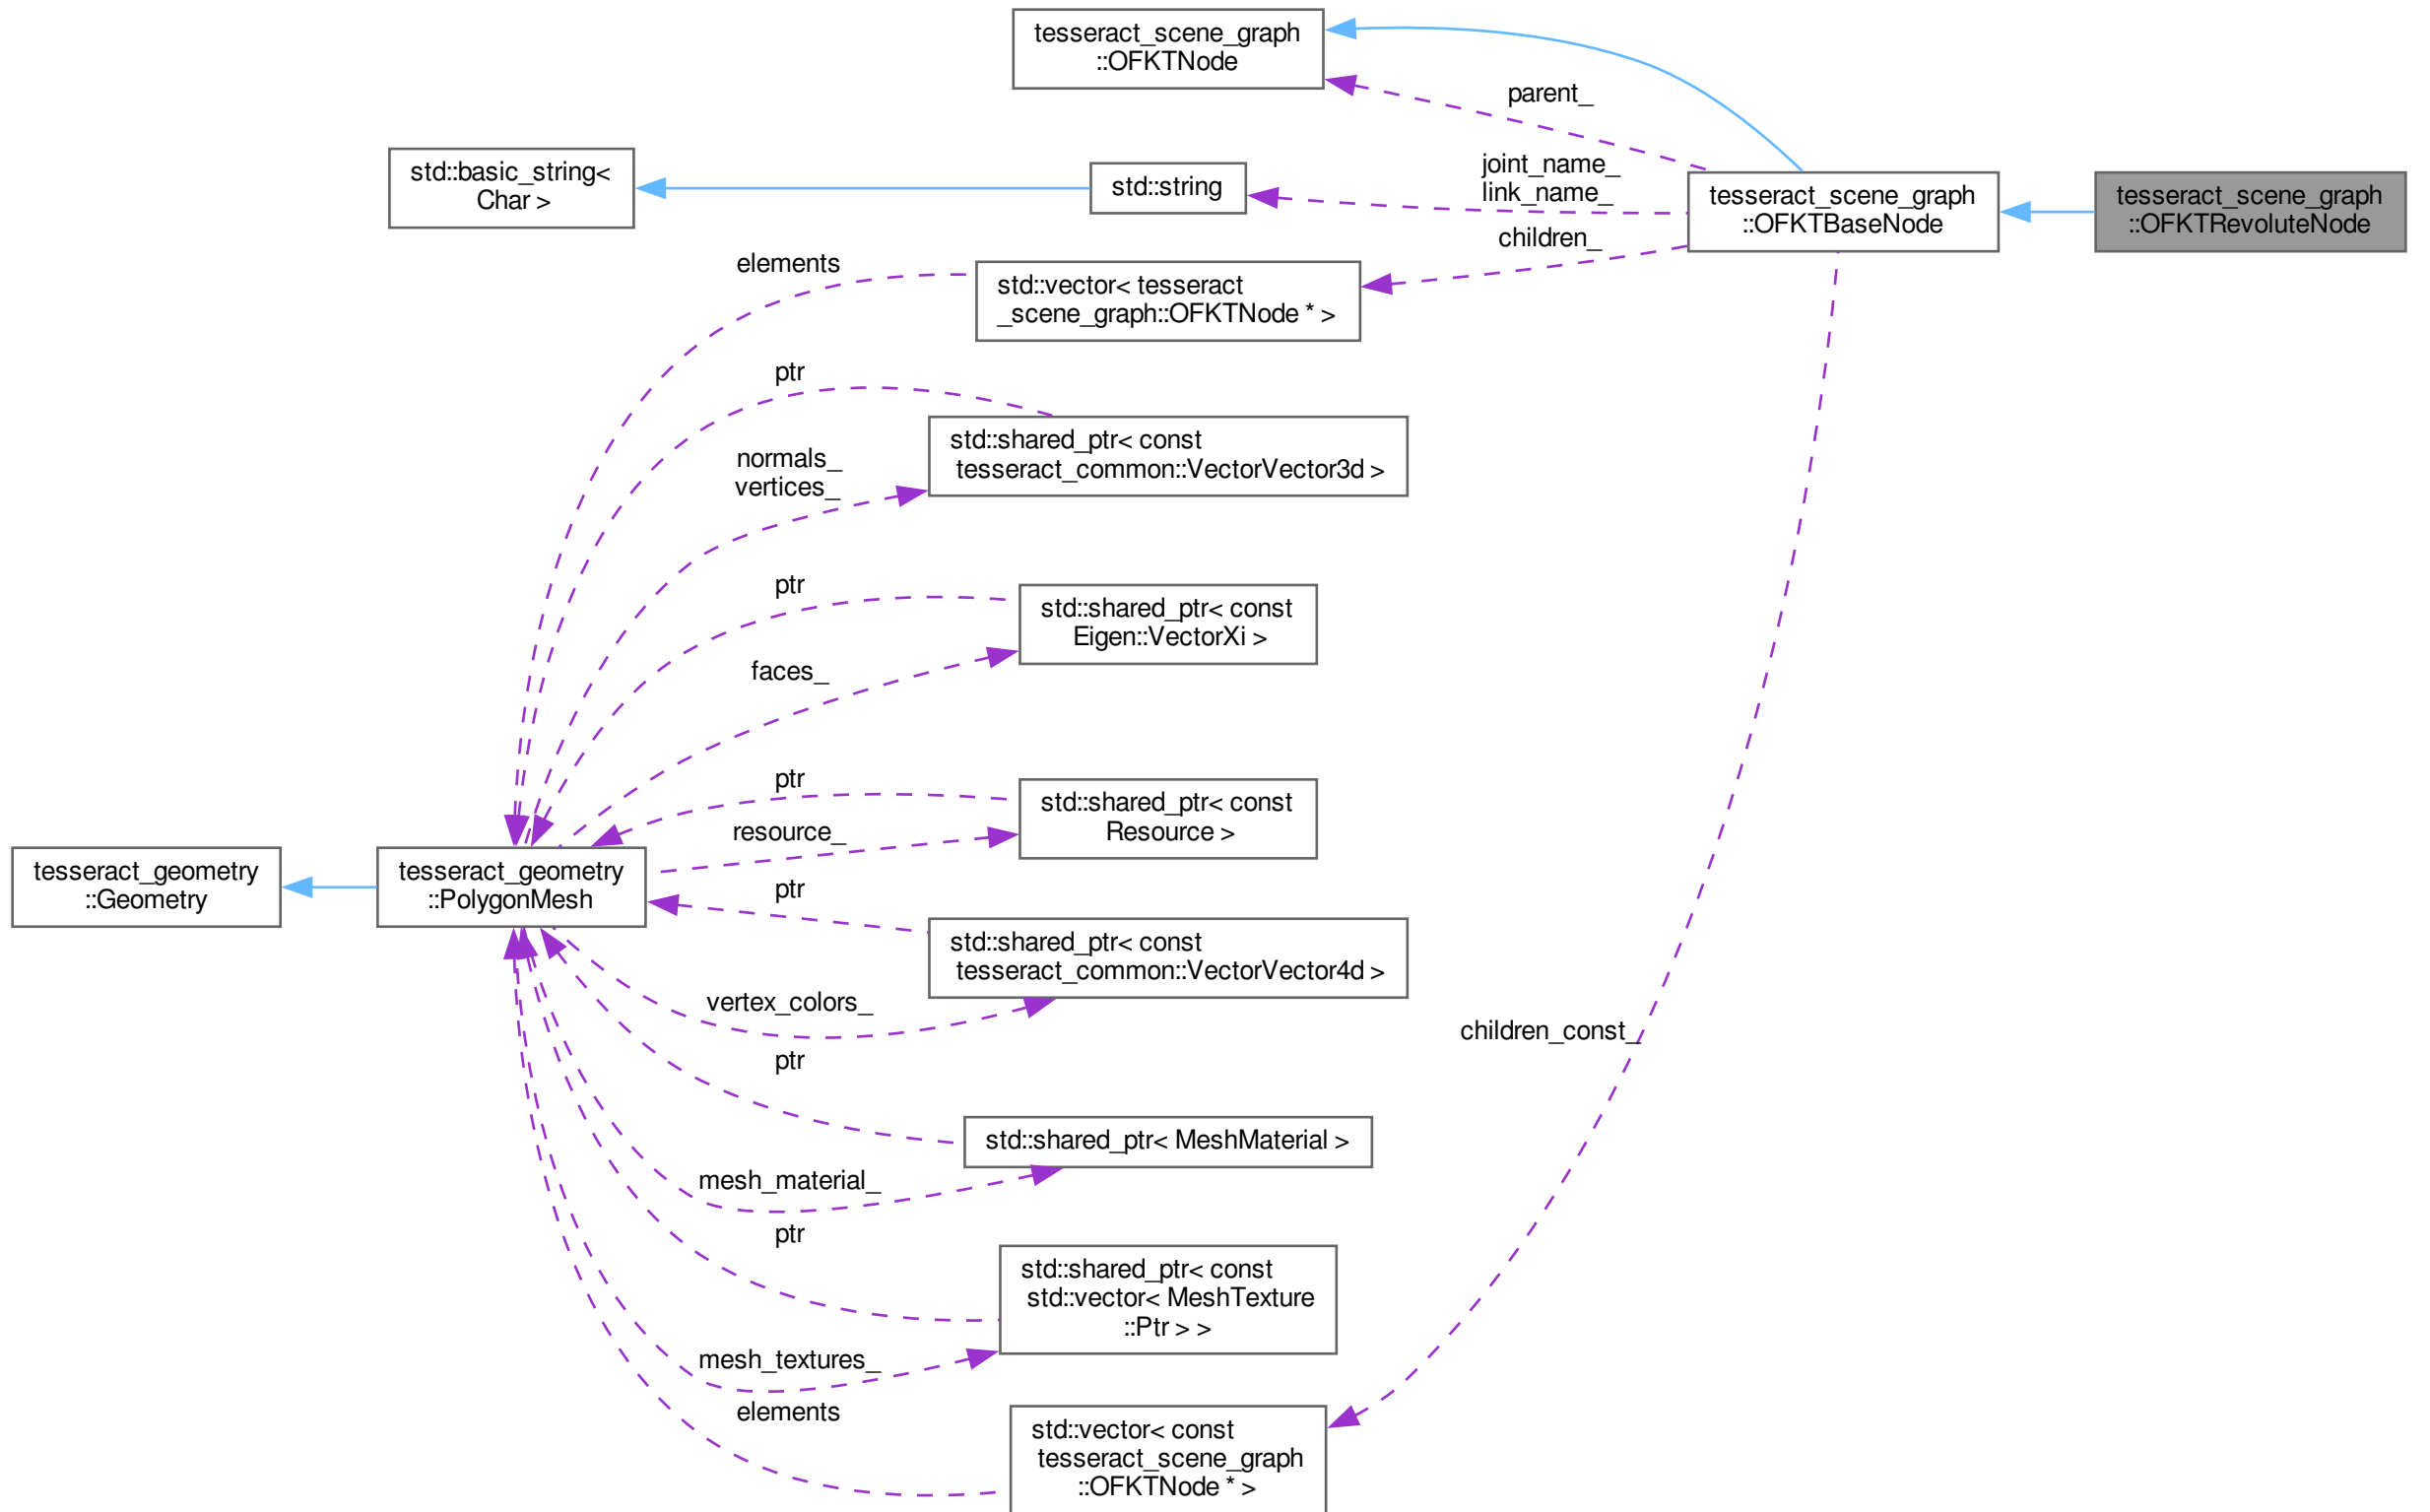 tesseract_scene_graph
::OFKTNode
parent_
std::basic_string<
Char >
std::string
joint_name_
link_name_
tesseract_scene_graph
::OFKTBaseNode
tesseract_scene_graph
::OFKTRevoluteNode
children_
elements
std::vector< tesseract
_scene_graph::OFKTNode * >
ptr
std::shared_ptr< const
tesseract_common::VectorVector3d >
normals_
vertices_
ptr
std::shared_ptr< const
Eigen::VectorXi >
faces_
ptr
std::shared_ptr< const
Resource >
resource_
tesseract_geometry
::Geometry
tesseract_geometry
::PolygonMesh
ptr
std::shared_ptr< const
tesseract_common::VectorVector4d >
vertex_colors_
children_const_
ptr
std::shared_ptr< MeshMaterial >
mesh_material_
ptr
std::shared_ptr< const
std::vector< MeshTexture
::Ptr > >
mesh_textures_
elements
std::vector< const
tesseract_scene_graph
::OFKTNode * >